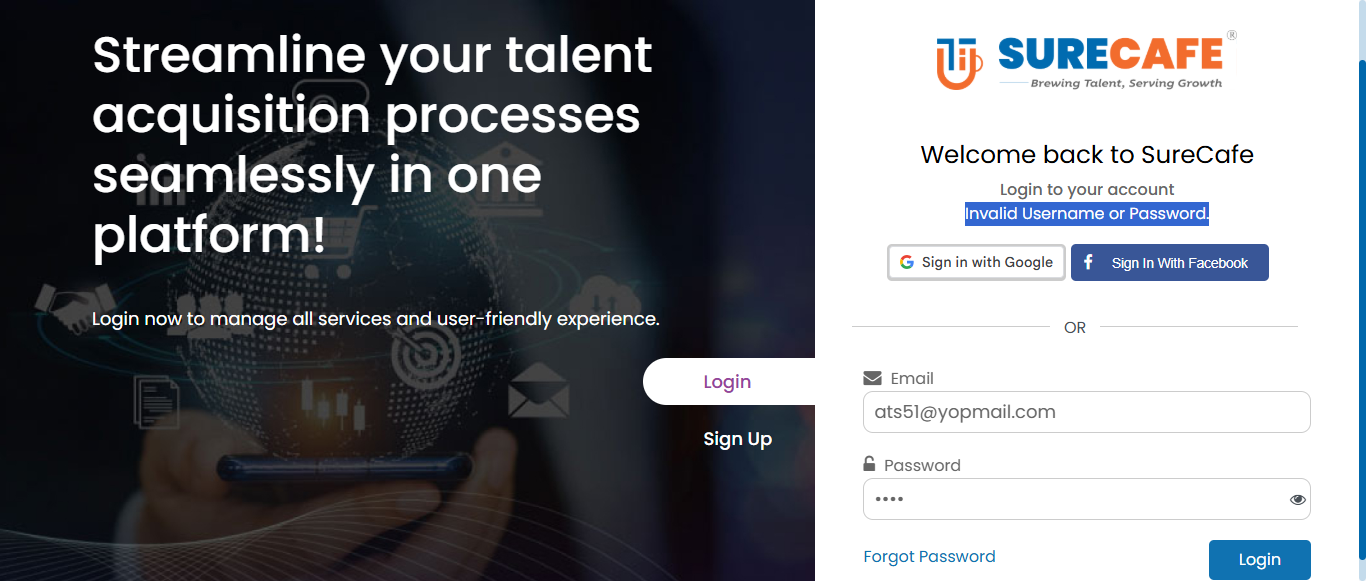 Streamline your talent
acquisition processes
seamlessly in one
platform!
Login now to manage all services and user-friendly experience.
Login
Sign Up
SURECAFE®
Brewing Talent, Serving Growth
Welcome back to SureCafe
Login to your account
Invalid Username or Password.
Sign in with Google
Sign In With Facebook
OR
Email
ats51@yopmail.com
Password
••••
Forgot Password
Login